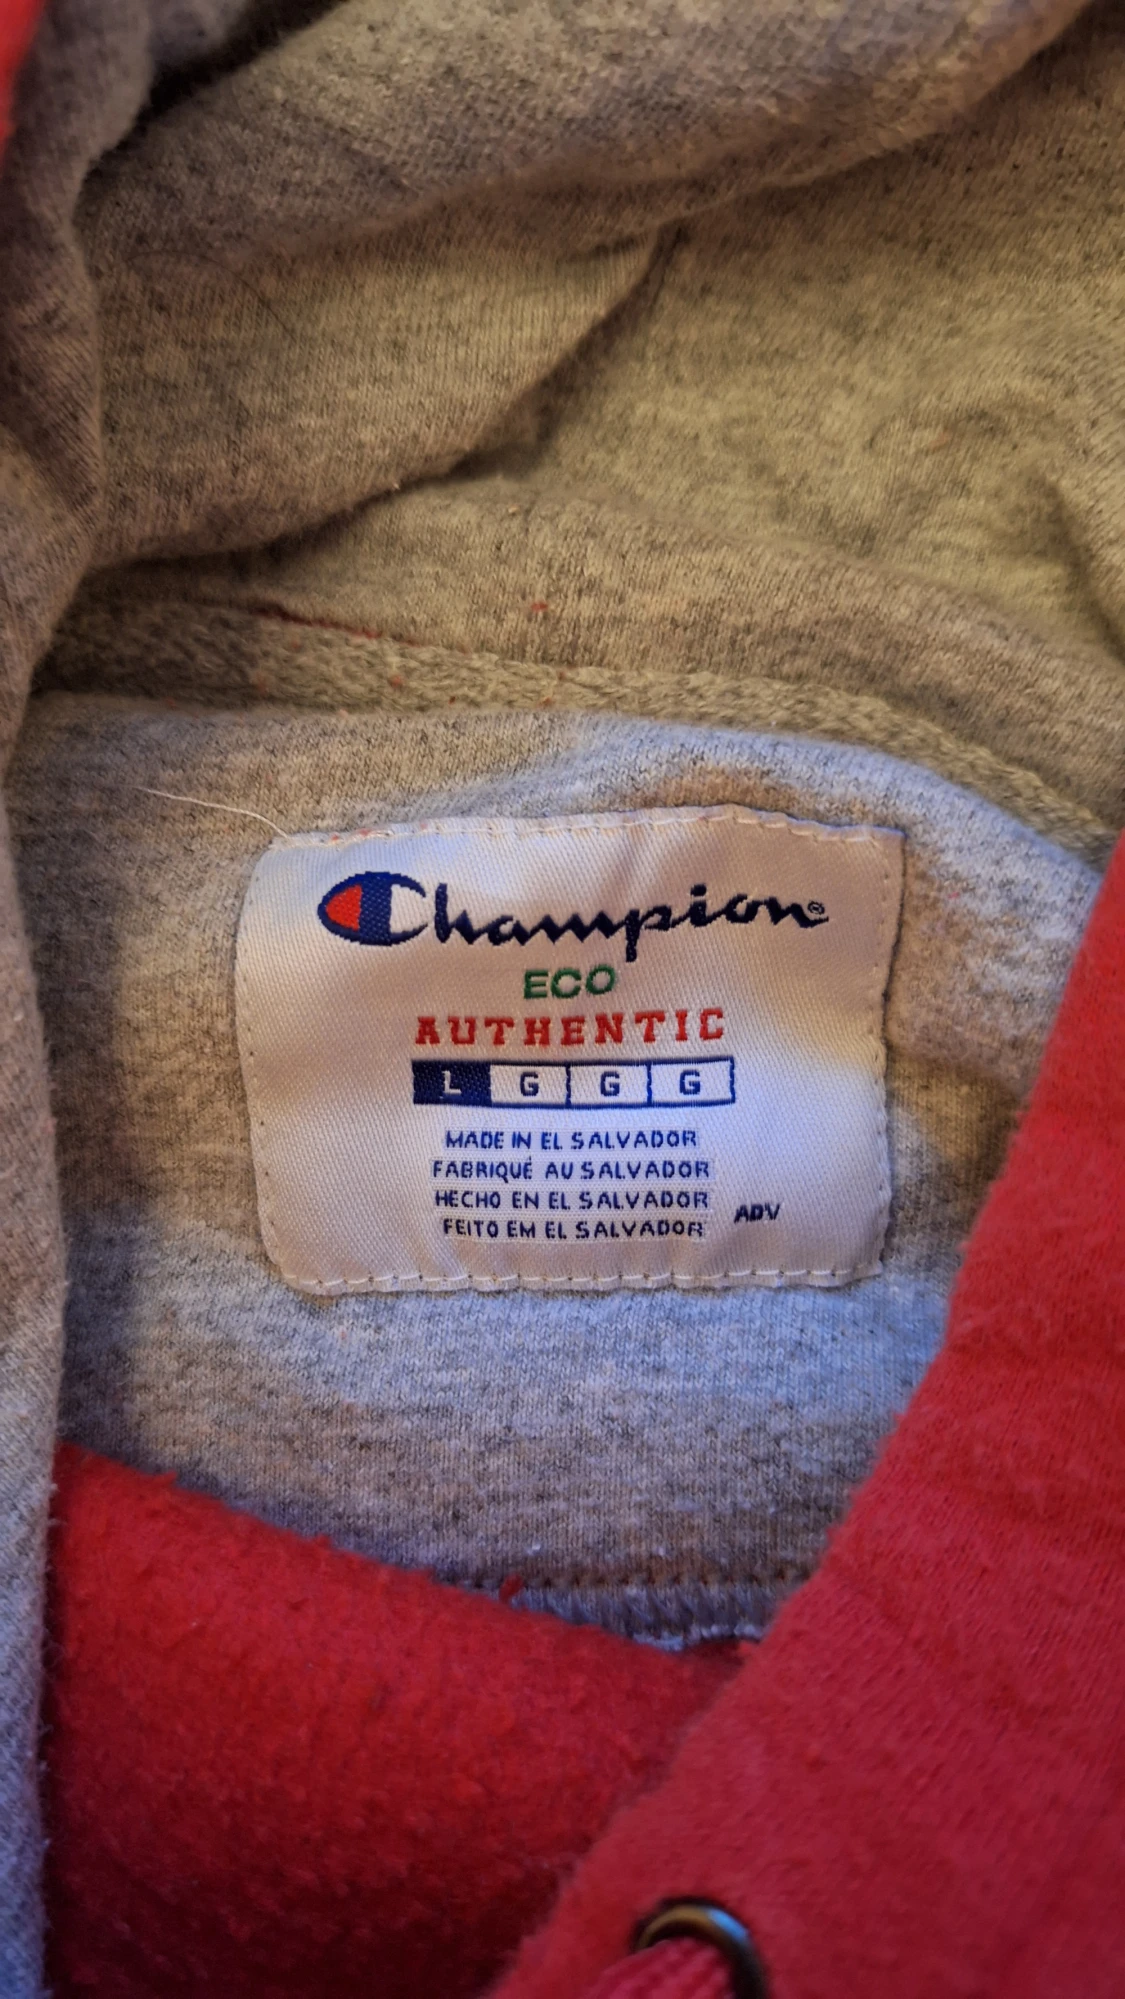 Champion®
ECO
AUTHENTIC
L G G G
MADE IN EL SALVADOR
FABRIQUÉ AU SALVADOR
HECHO EN EL SALVADOR
FEITO EM EL SALVADOR
ADV